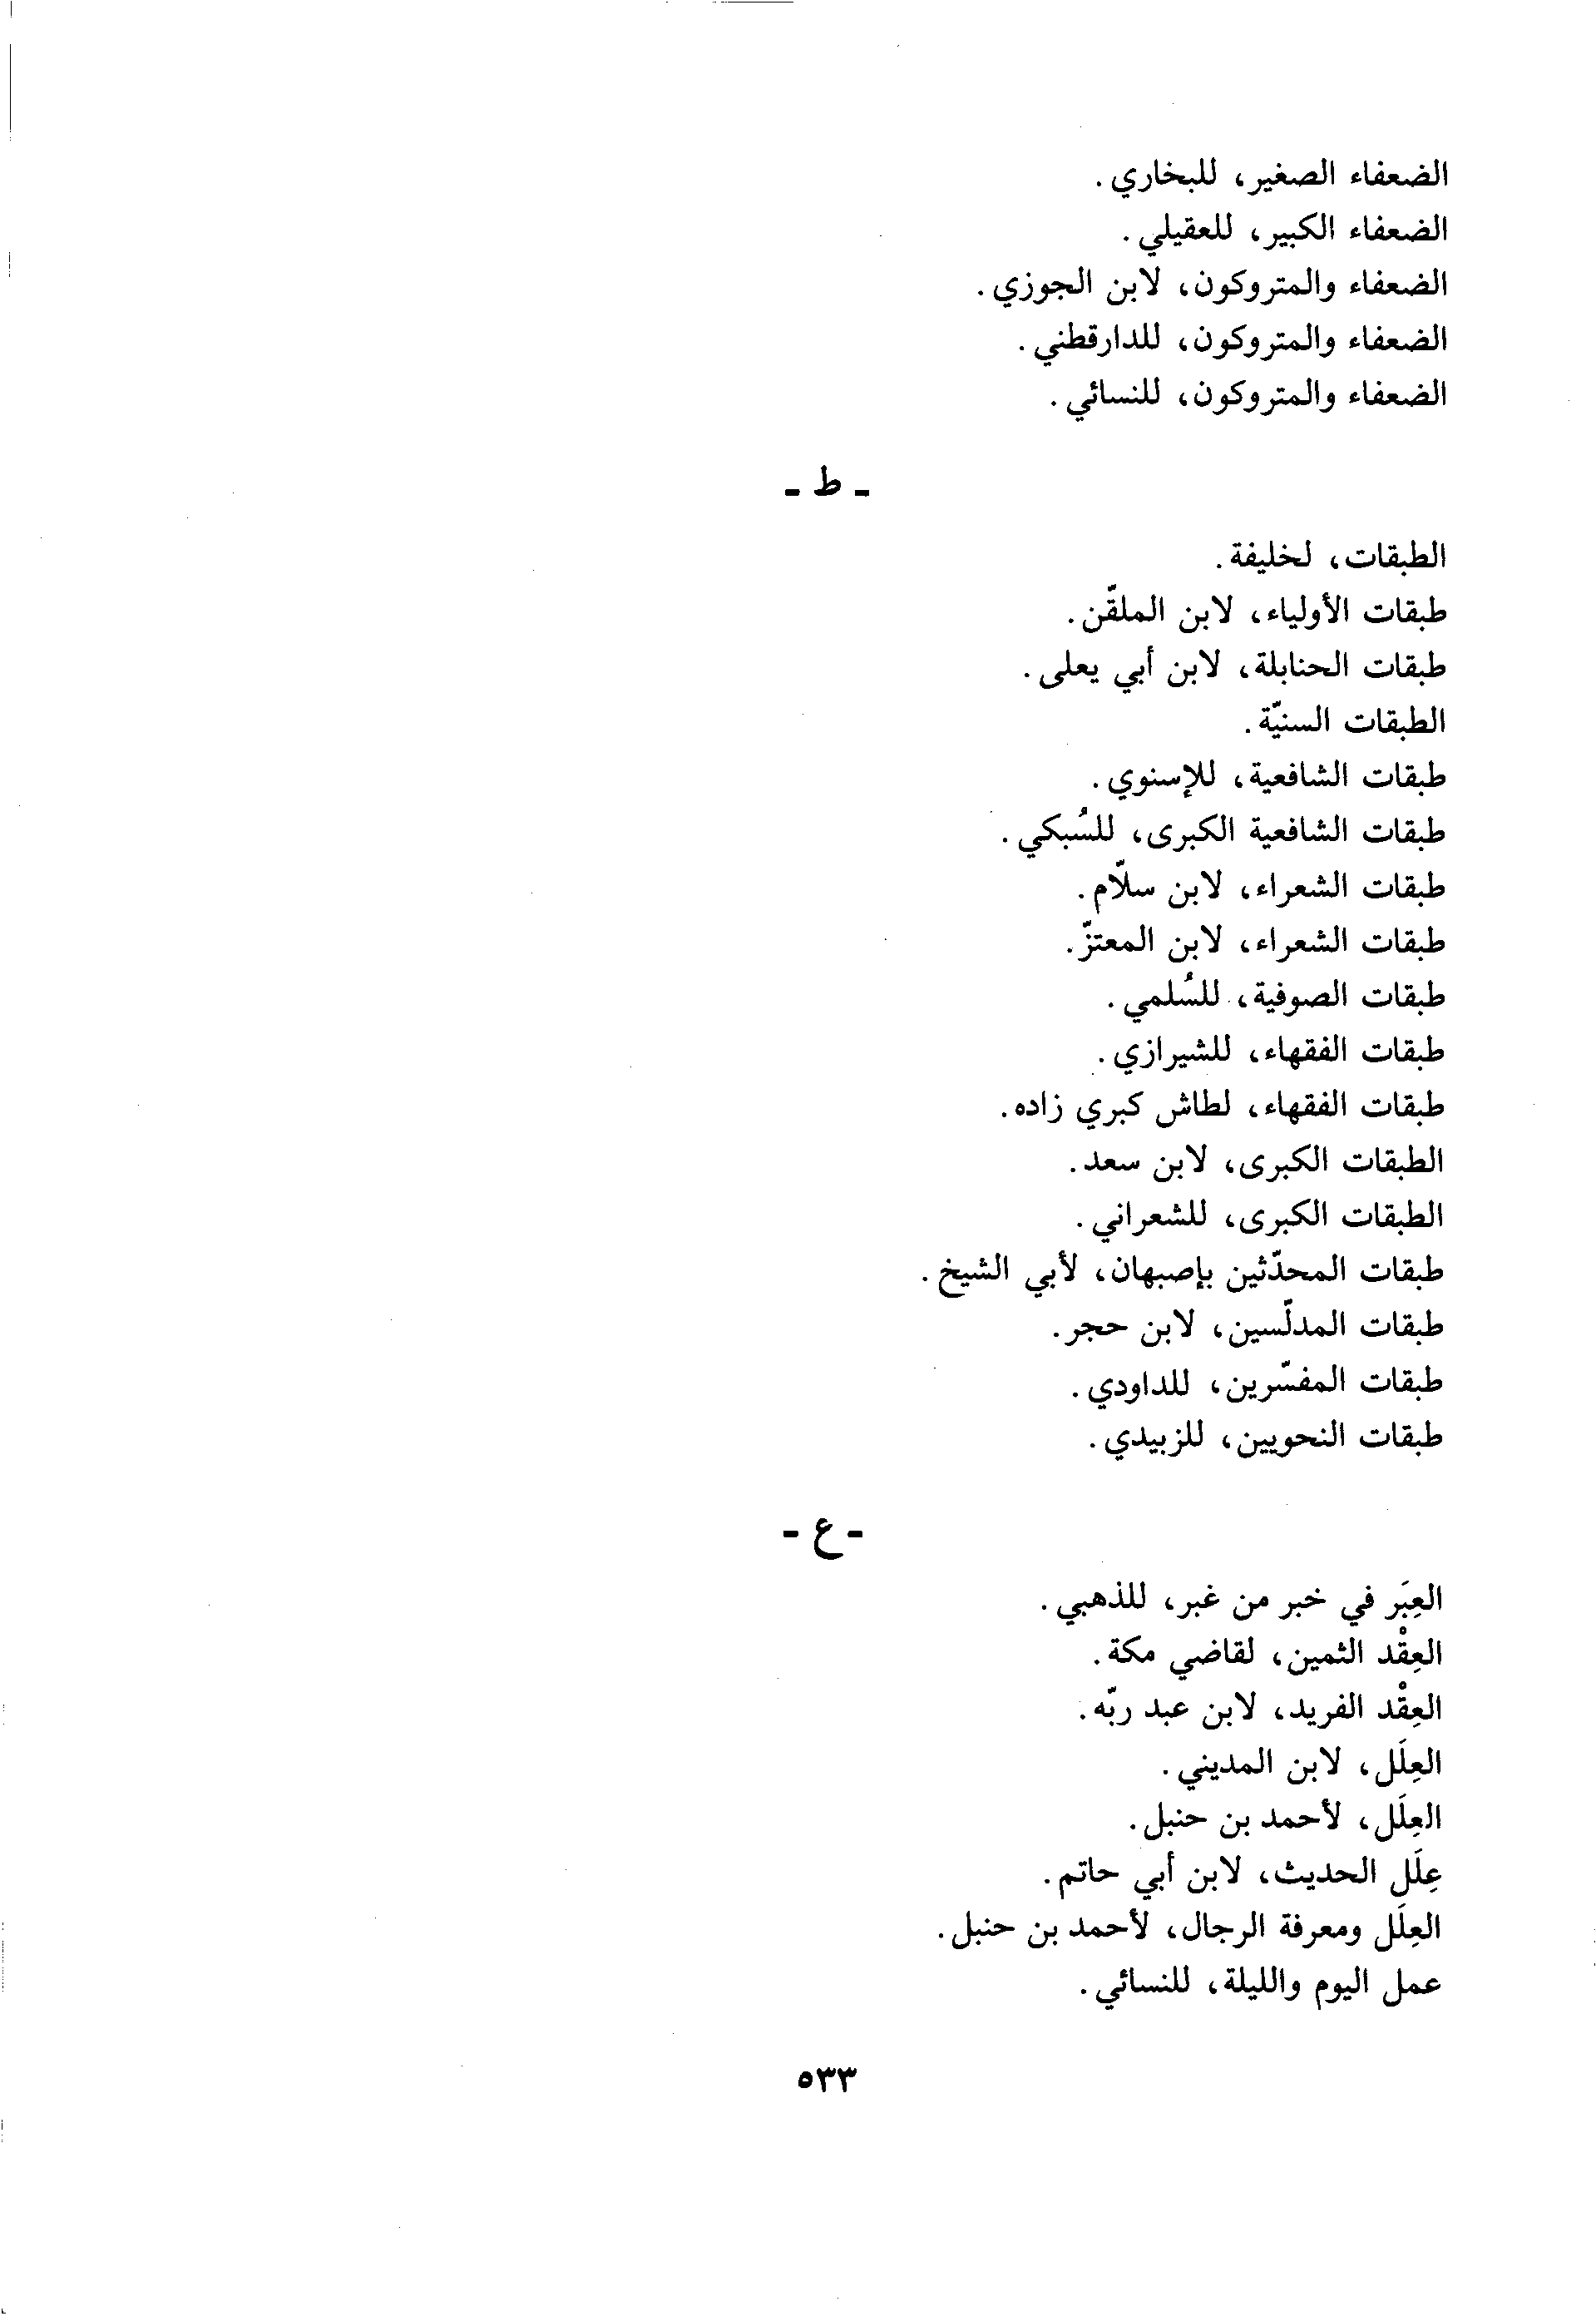 الضعفاء الصغير، للبخاري.
الضعفاء الكبير، للعقيلي.
الضعفاء والمتروكون، لابن الجوزي.
الضعفاء والمتروكون، للدارقطني.
الضعفاء والمتروكون، للنسائي.
- ط -
الطبقات، لخليفة.
طبقات الأولياء، لابن الملقّن.
طبقات الحنابلة، لابن أبي يعلى.
الطبقات السنيّة.
طبقات الشافعية، للإسنوي.
طبقات الشافعية الكبرى، للسُبكي.
طبقات الشعراء، لابن سلاّم.
طبقات الشعراء، لابن المعتزّ.
طبقات الصوفية، للسُلمي.
طبقات الفقهاء، للشيرازي.
طبقات الفقهاء، لطاش كبري زاده.
الطبقات الكبرى، لابن سعد.
الطبقات الكبرى، للشعراني.
طبقات المحدّثين بإصبهان، لأبي الشيخ.
طبقات المدلّسين، لابن حجر.
طبقات المفسّرين، للداودي.
طبقات النحويين، للزبيدي.
- ع -
العِبَر في خبر من غبر، للذهبي.
العِقْد الثمين، لقاضي مكة.
العِقْد الفريد، لابن عبد ربّه.
العِلَل، لابن المديني.
العِلَل، لأحمد بن حنبل.
عِلَل الحديث، لابن أبي حاتم.
العِلَل ومعرفة الرجال، لأحمد بن حنبل.
عمل اليوم والليلة، للنسائي.
٥٣٣